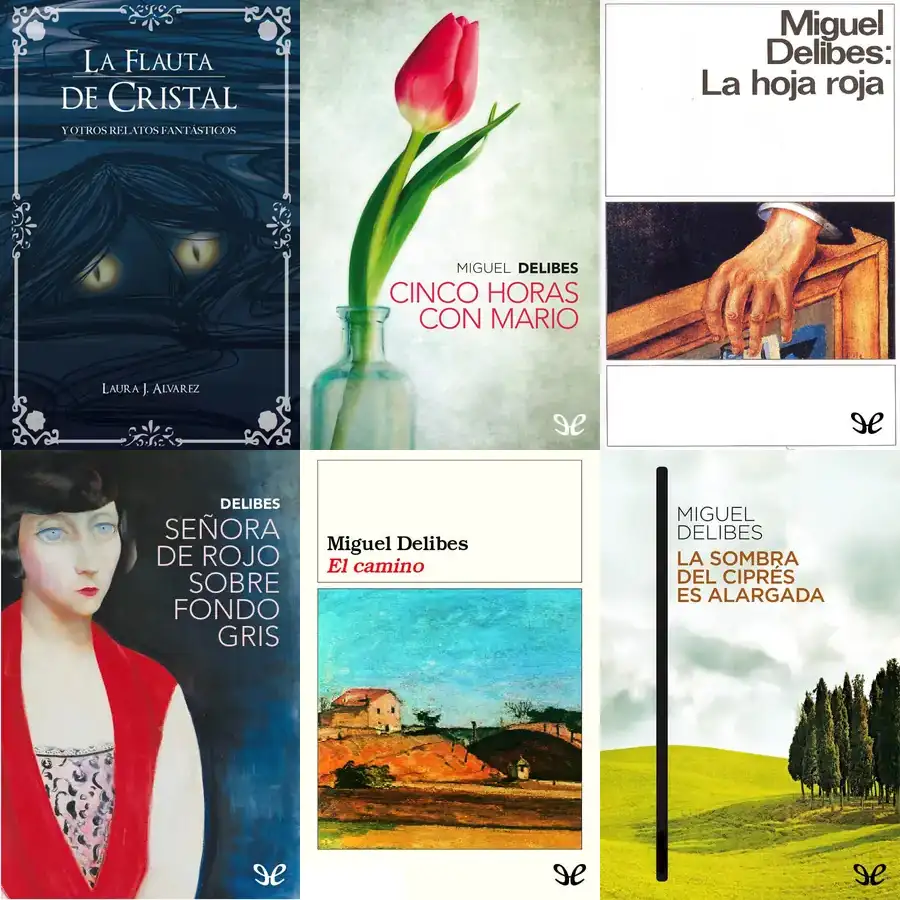 LA FLAUTA
DE CRISTAL
Y OTROS RELATOS FANTÁSTICOS
LAURA J. ALVAREZ
MIGUEL DELIBES
CINCO HORAS
CON MARIO
Miguel
Delibes:
La hoja roja
DELIBES
SEÑORA
DE ROJO
SOBRE
FONDO
GRIS
Miguel Delibes
El camino
MIGUEL
DELIBES
LA SOMBRA
DEL CIPRÉS
ES ALARGADA